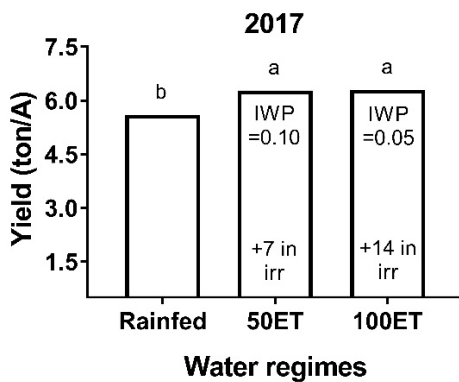 2017
Yield (ton/A)
7.5
6.0
4.5
3.0
1.5
b
a
a
IWP
=0.10
IWP
=0.05
+7 in
irr
+14 in
irr
Rainfed
50ET
100ET
Water regimes